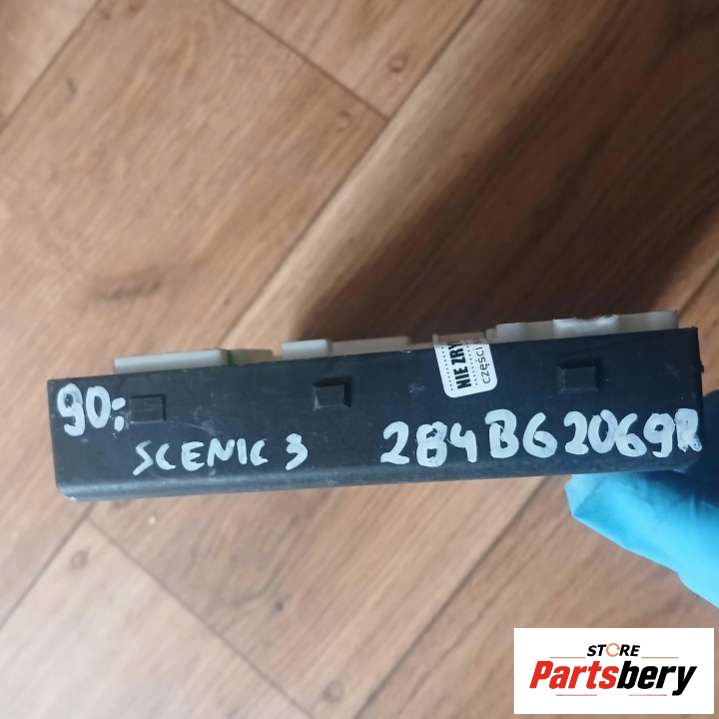 NIE ZRY
części
90:
SCENIC 3
284B62069R
STORE
Partsbery